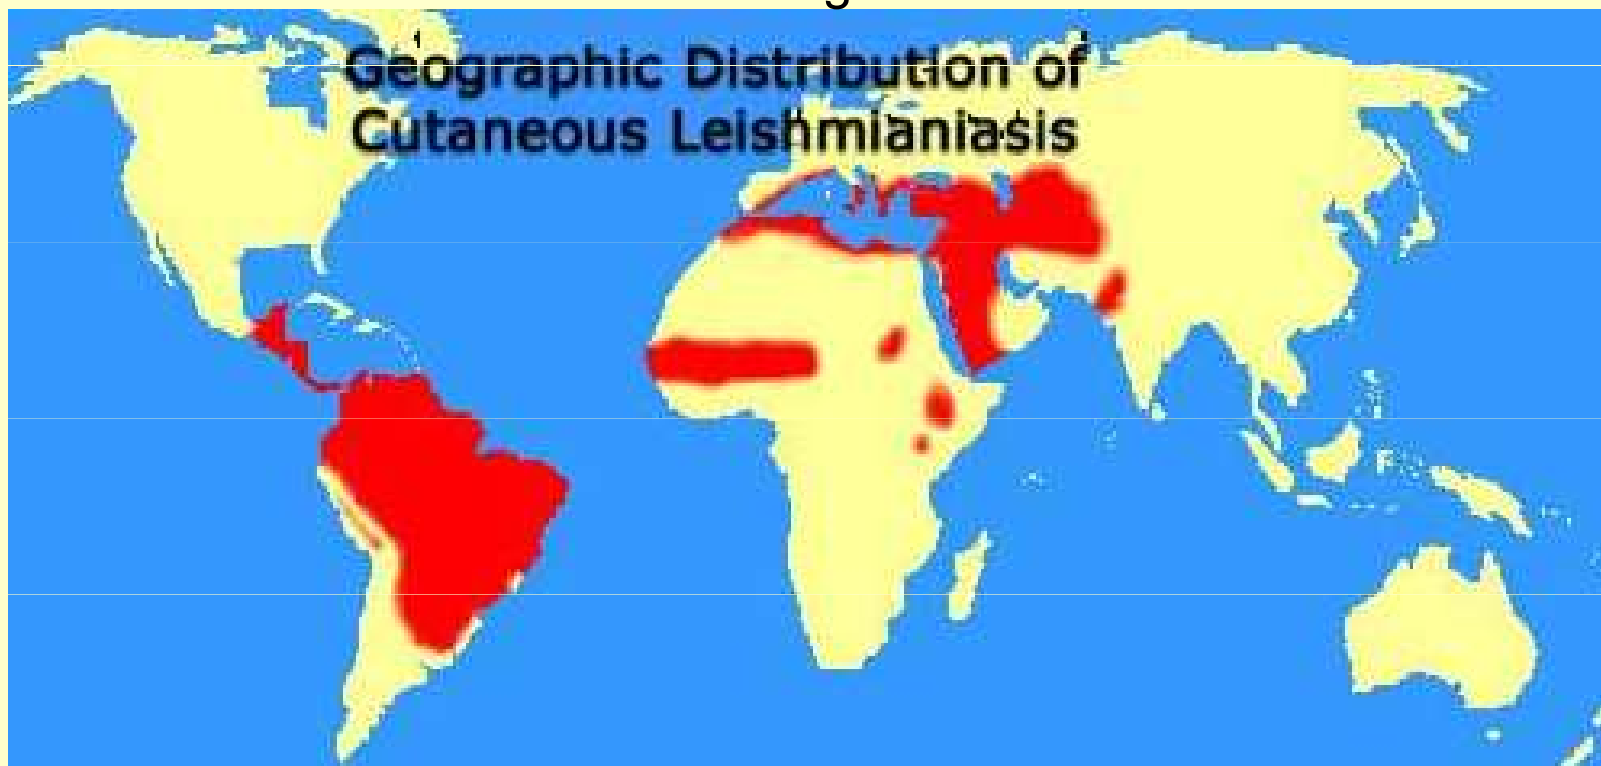 Geographic Distribution of
Cutaneous Leishmianiasis